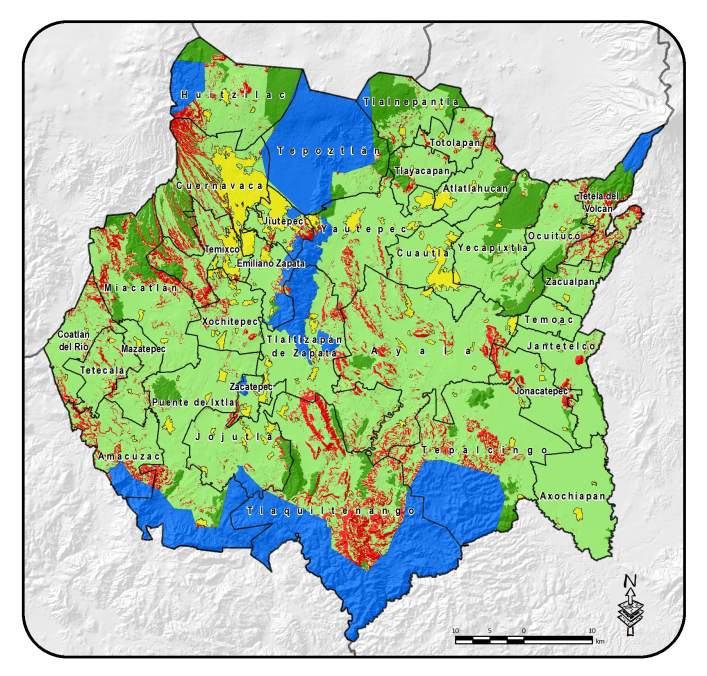 Huitzilac
Tlalnepantla
Tepoztlán
Totolapan
Tlayacapan
Cuernavaca
Atlatlahucan
Tetela del
Volcán
Jiutepec
Yautepec
Ocuituco
Temixco
Cuautla
Yecapixtla
Emiliano Zapata
Zacualpan
Miacatlán
Xochitepec
Temoac
Coatlán
del Río
Mazatepec
Tlaltizapán
de Zapata
Ayala
Jantetelco
Tetecala
Zacatepec
Jonacatepec
Puente de Ixtla
Jojutla
Amacuzac
Tepalcingo
Axochiapan
Tlaquiltenango
N
10 5 0 10
km